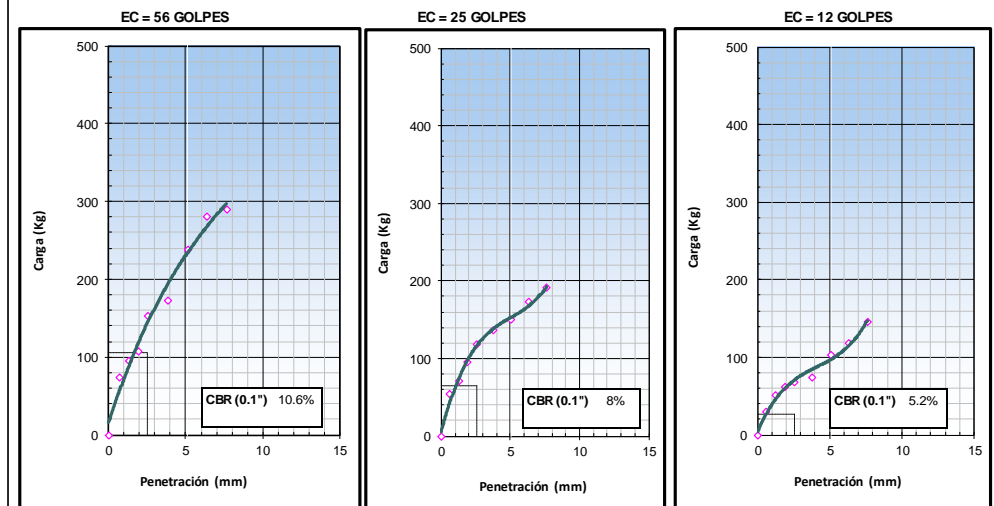 EC = 56 GOLPES
500
400
300
200
100
0
0
5
10
15
Carga (Kg)
Penetración (mm)
CBR (0.1") 10.6%
EC = 25 GOLPES
500
400
300
200
100
0
0
5
10
15
Carga (Kg)
Penetración (mm)
CBR (0.1") 8%
EC = 12 GOLPES
500
400
300
200
100
0
0
5
10
15
Carga (Kg)
Penetración (mm)
CBR (0.1") 5.2%